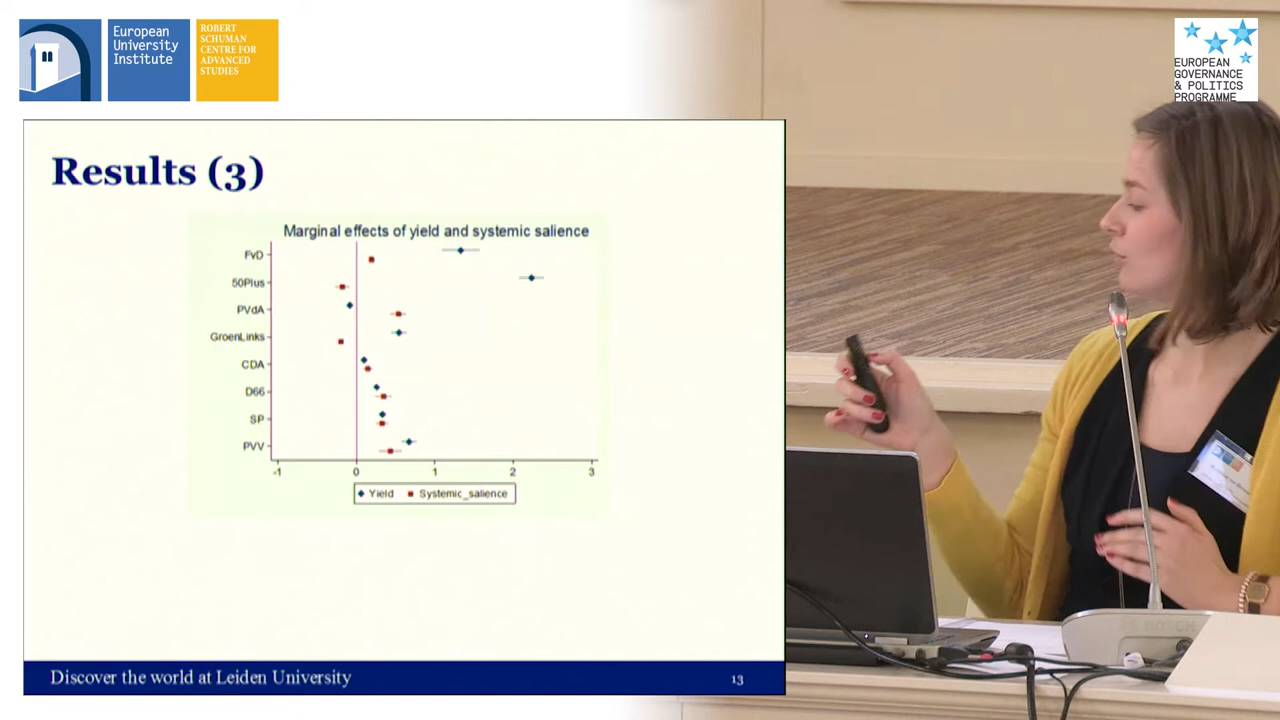 European
University
Institute
ROBERT
SCHUMAN
CENTRE FOR
ADVANCED
STUDIES
EUROPEAN
GOVERNANCE
& POLITICS
PROGRAMME
Results (3)
Marginal effects of yield and systemic salience
FvD
50Plus
PVdA
GroenLinks
CDA
D66
SP
PVV
-1 0 1 2 3
Yield Systemic_salience
Discover the world at Leiden University 13